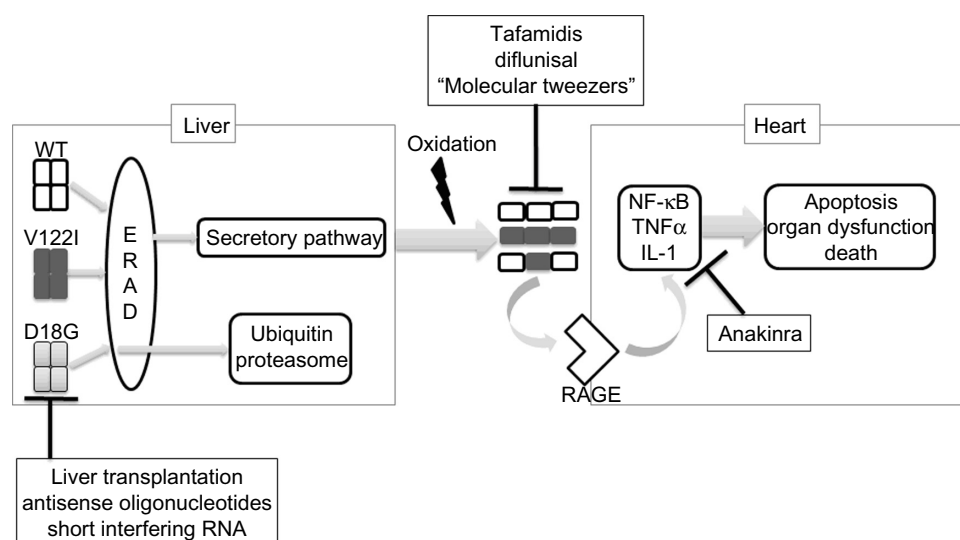 Tafamidis
diflunisal
“Molecular tweezers”
Liver
Heart
Oxidation
WT
V122I
D18G
E
R
A
D
Secretory pathway
Ubiquitin
proteasome
NF-κB
TNFα
IL-1
Apoptosis
organ dysfunction
death
Anakinra
RAGE
Liver transplantation
antisense oligonucleotides
short interfering RNA